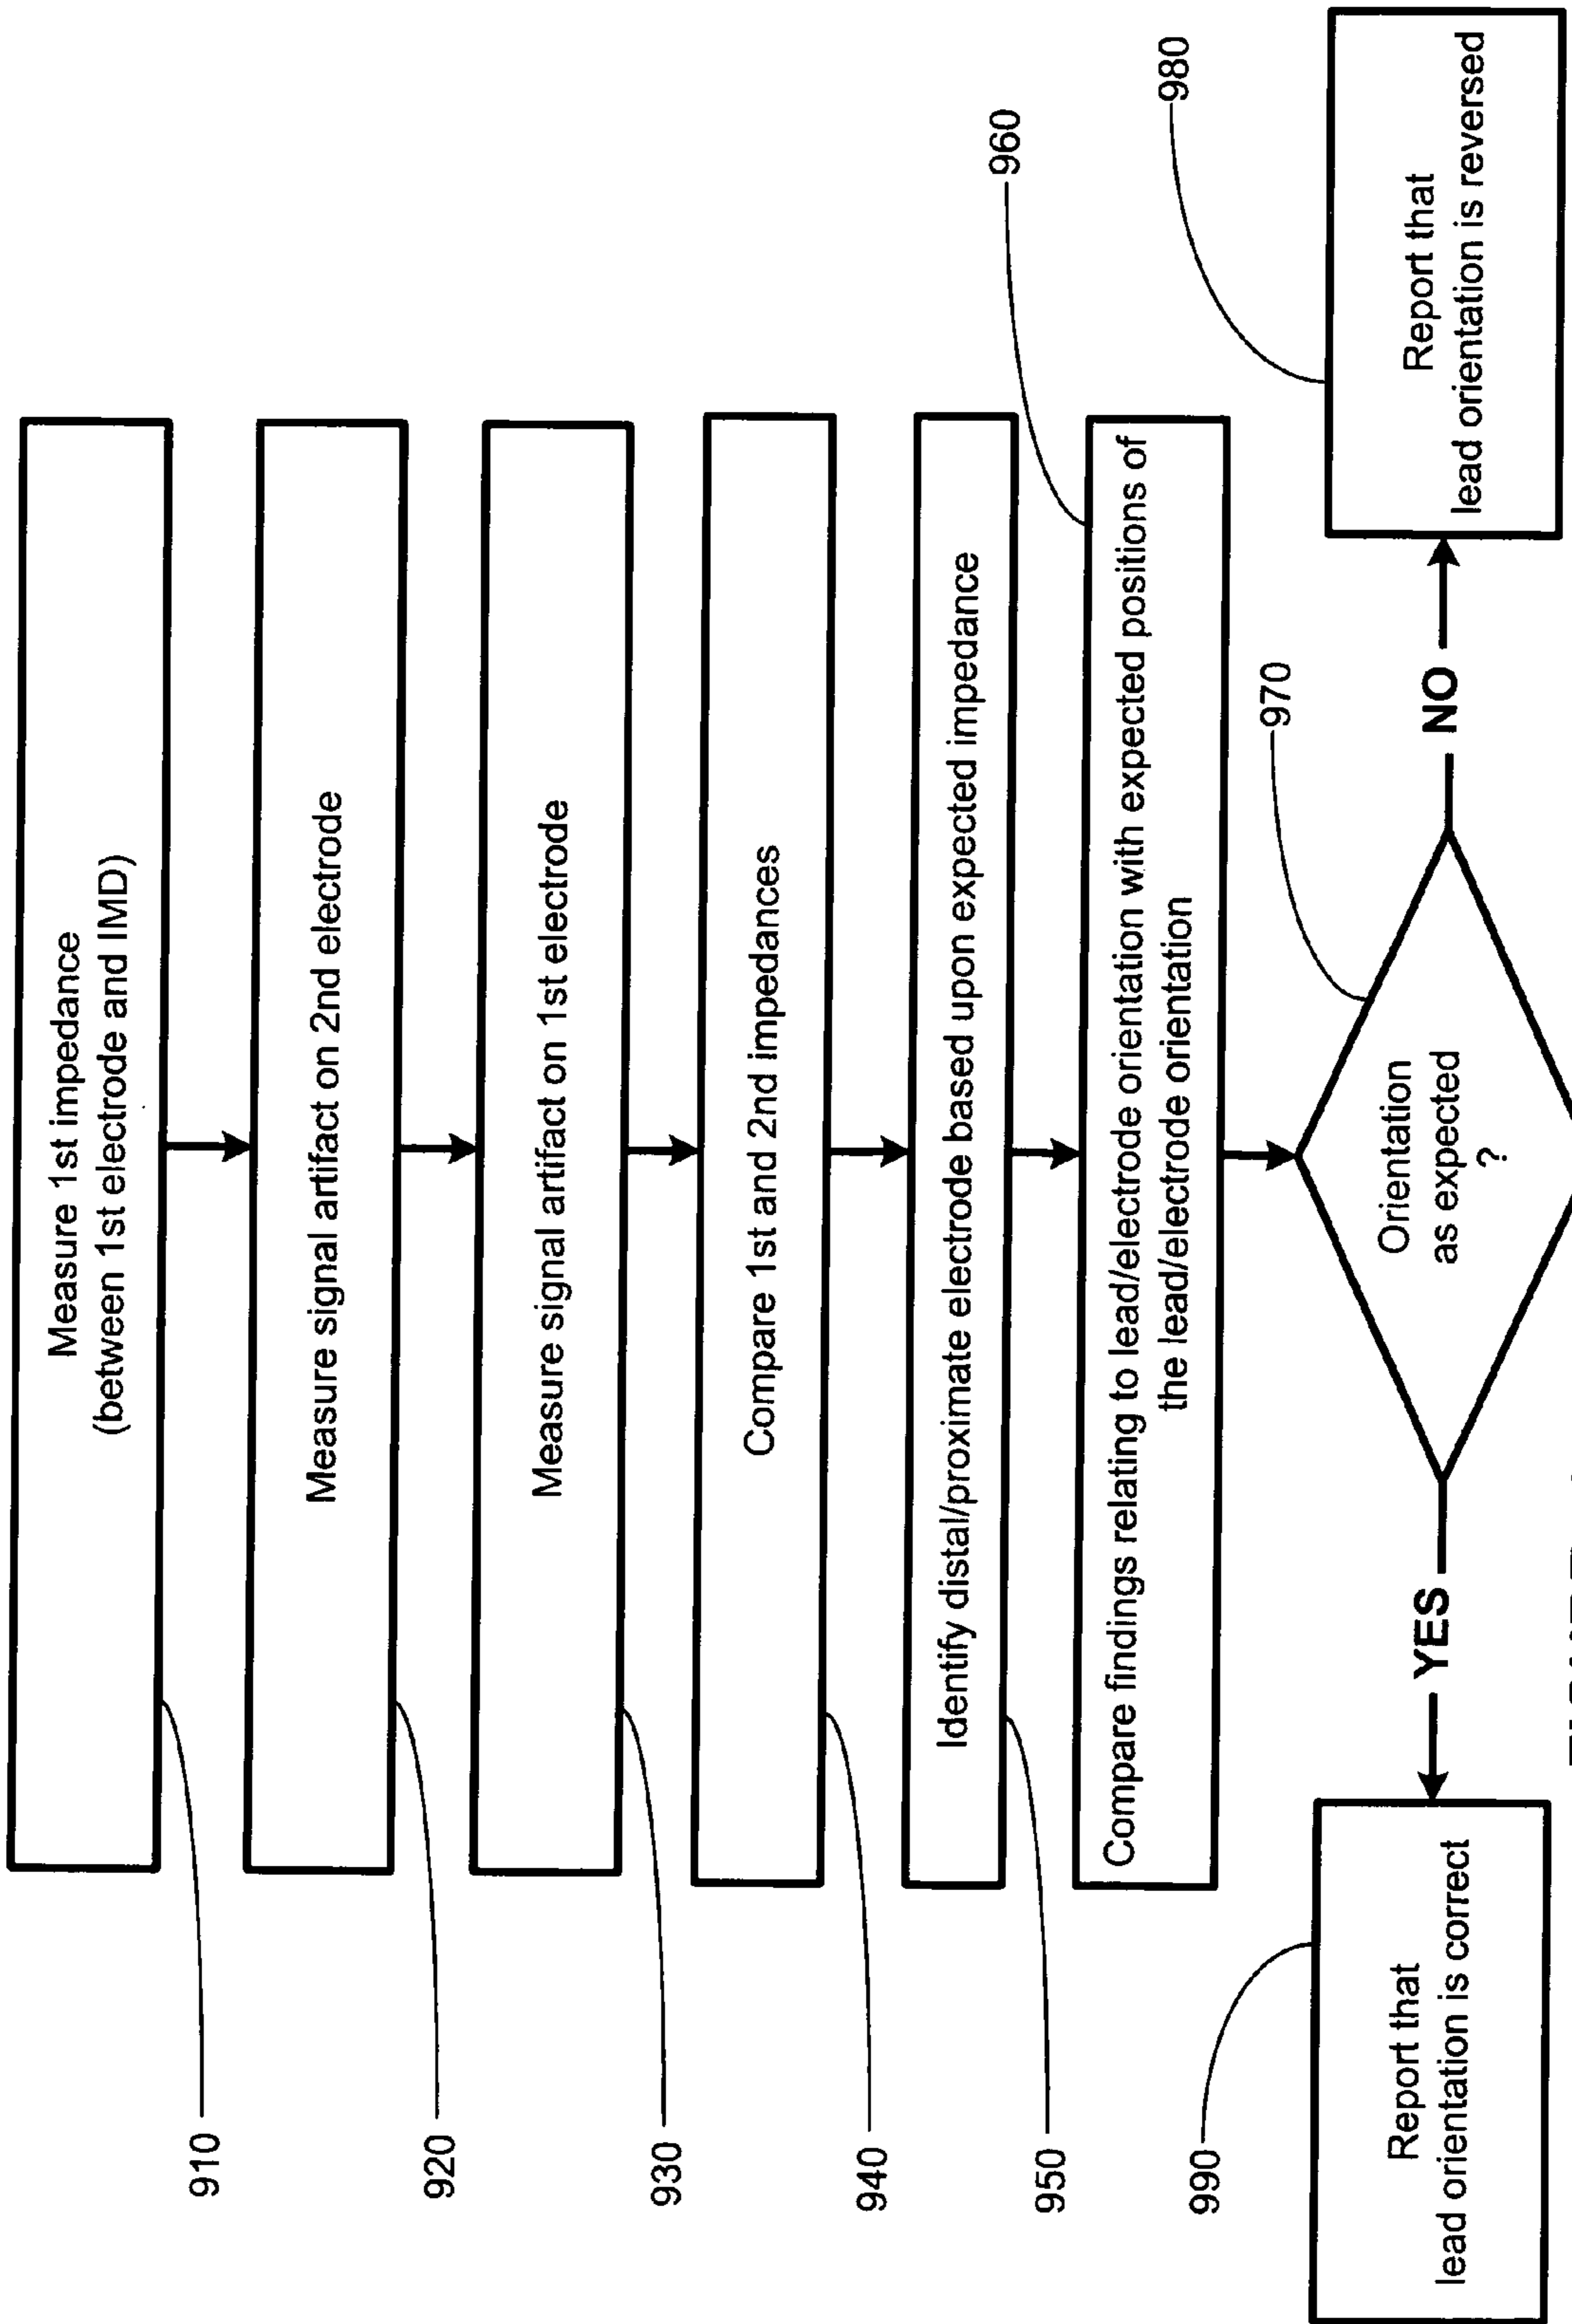 Measure 1st impedance
(between 1st electrode and IMD)
910
Measure signal artifact on 2nd electrode
920
Measure signal artifact on 1st electrode
930
Compare 1st and 2nd impedances
940
Identify distal/proximate electrode based upon expected impedance
950
Compare findings relating to lead/electrode orientation with expected positions of
the lead/electrode orientation
960
Orientation
as expected
?
970
YES
NO
Report that
lead orientation is correct
990
Report that
lead orientation is reversed
980